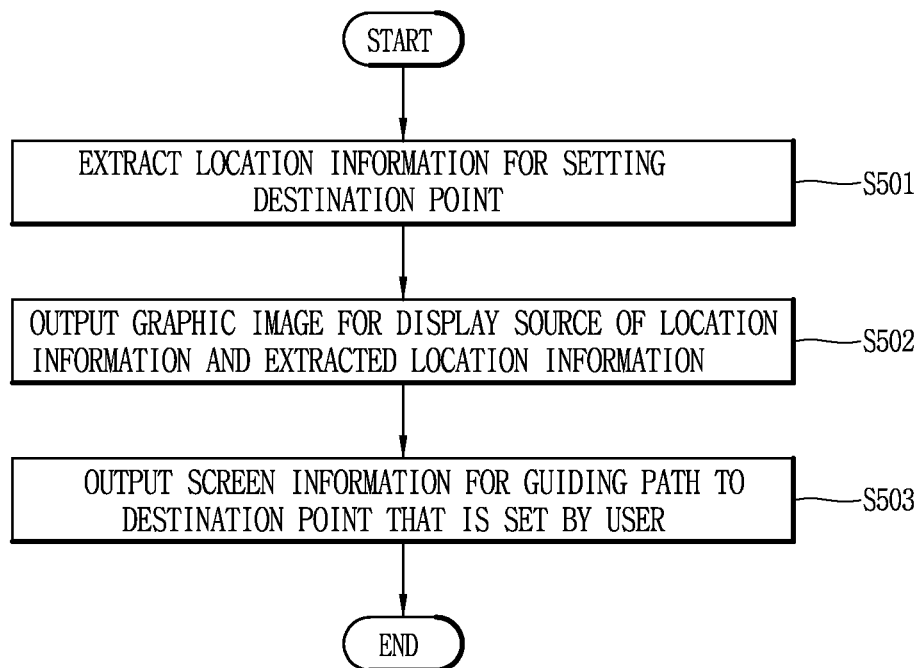 START
EXTRACT LOCATION INFORMATION FOR SETTING
DESTINATION POINT
S501
OUTPUT GRAPHIC IMAGE FOR DISPLAY SOURCE OF LOCATION
INFORMATION AND EXTRACTED LOCATION INFORMATION
S502
OUTPUT SCREEN INFORMATION FOR GUIDING PATH TO
DESTINATION POINT THAT IS SET BY USER
S503
END